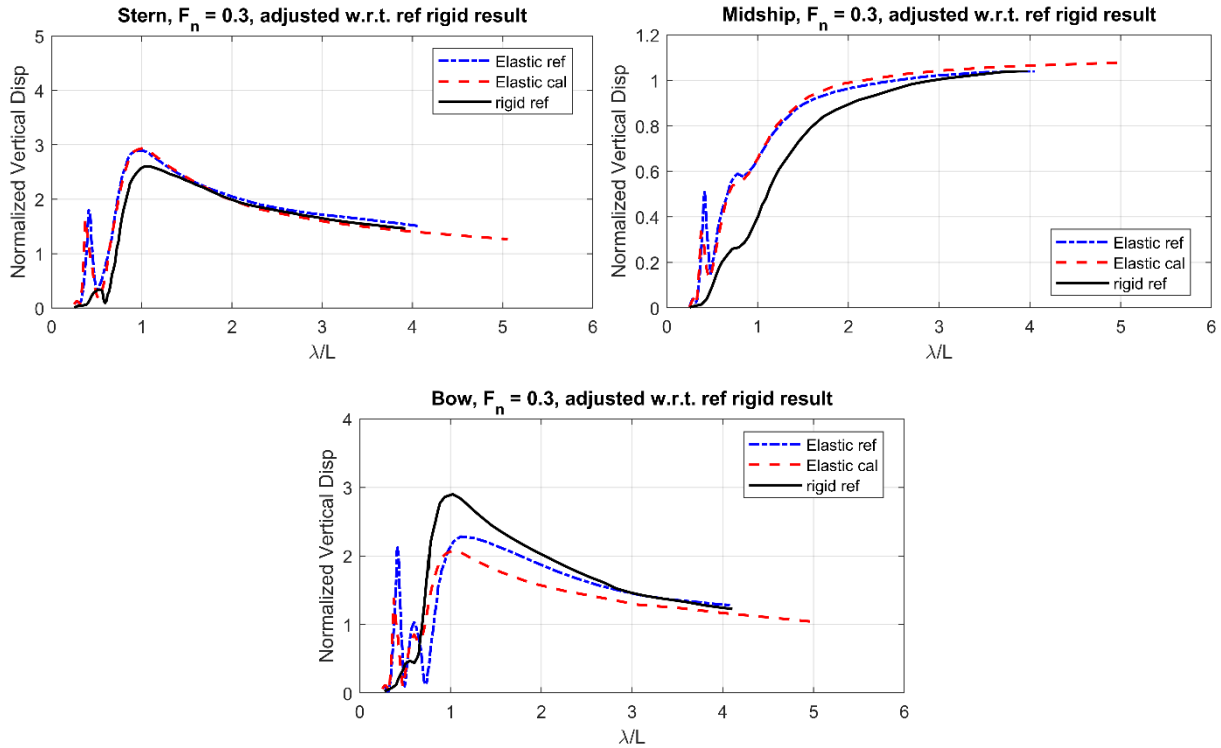 Stern, F_n = 0.3, adjusted w.r.t. ref rigid result
Normalized Vertical Disp
5
4
3
2
1
0
0 1 2 3 4 5 6
λ/L
Elastic ref
Elastic cal
rigid ref
Midship, F_n = 0.3, adjusted w.r.t. ref rigid result
Normalized Vertical Disp
1.2
1
0.8
0.6
0.4
0.2
0
0 1 2 3 4 5 6
λ/L
Elastic ref
Elastic cal
rigid ref
Bow, F_n = 0.3, adjusted w.r.t. ref rigid result
Normalized Vertical Disp
4
3
2
1
0
0 1 2 3 4 5 6
λ/L
Elastic ref
Elastic cal
rigid ref